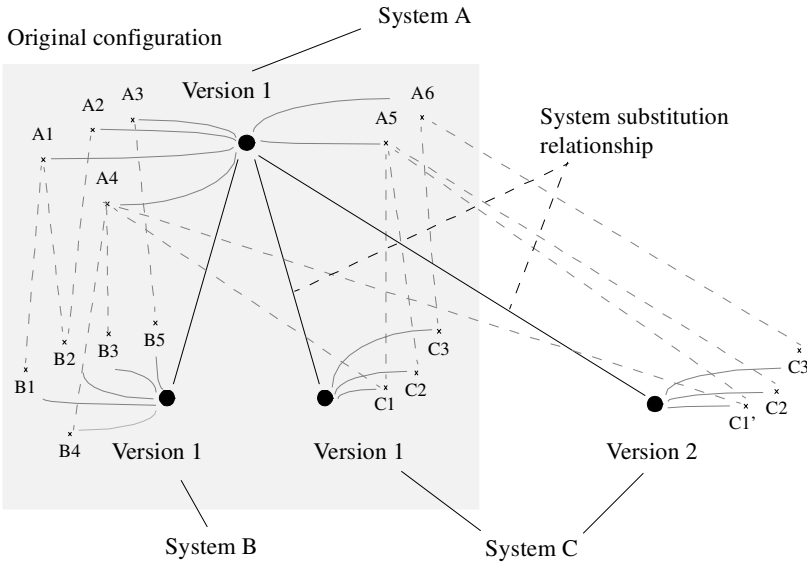 System A
Original configuration
Version 1
A1
A2
A3
A4
A5
A6
System substitution
relationship
B1
B2
B3
B5
B4
C3
C2
C1
C3
C2
C1’
Version 1
Version 1
Version 2
System B
System C